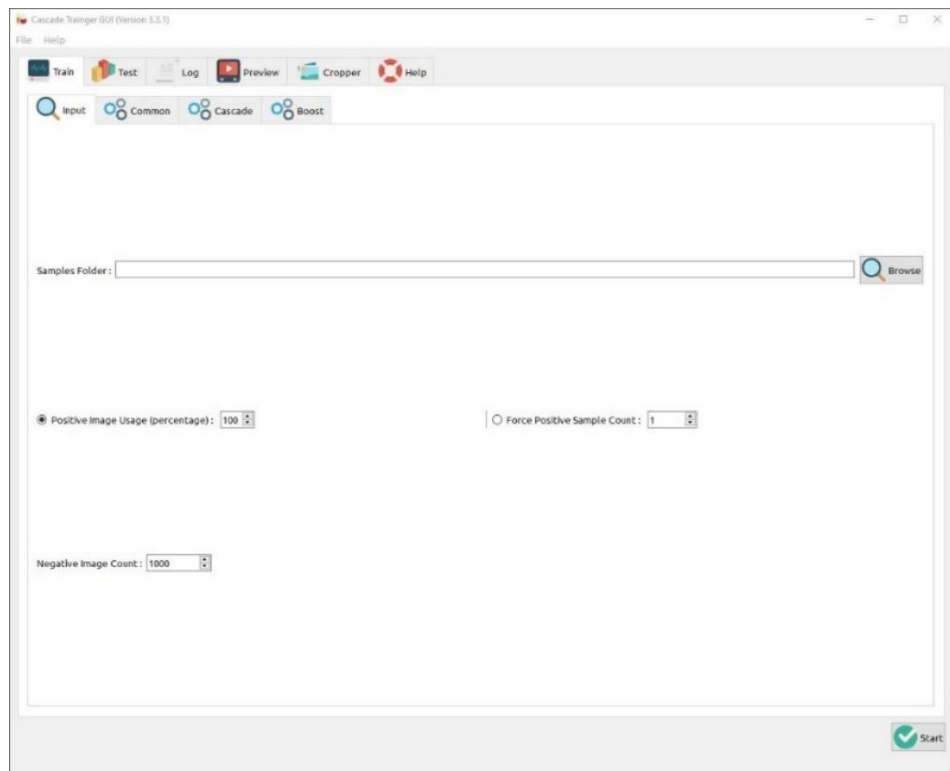 Cascade Trainger GUI (Version 3.3.1)
File Help
Train Test Log Preview Cropper Help
Input Common Cascade Boost
Samples Folder : Browse
Positive Image Usage (percentage) : 100 Force Positive Sample Count : 1
Negative Image Count : 1000
Start